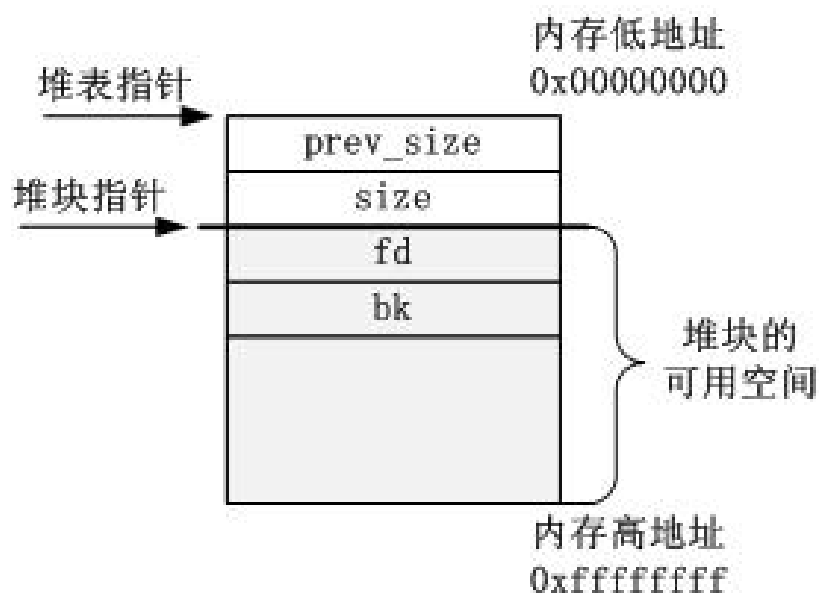 内存低地址
0x00000000
堆表指针
prev_size
堆块指针
size
fd
bk
堆块的
可用空间
内存高地址
0xffffffff